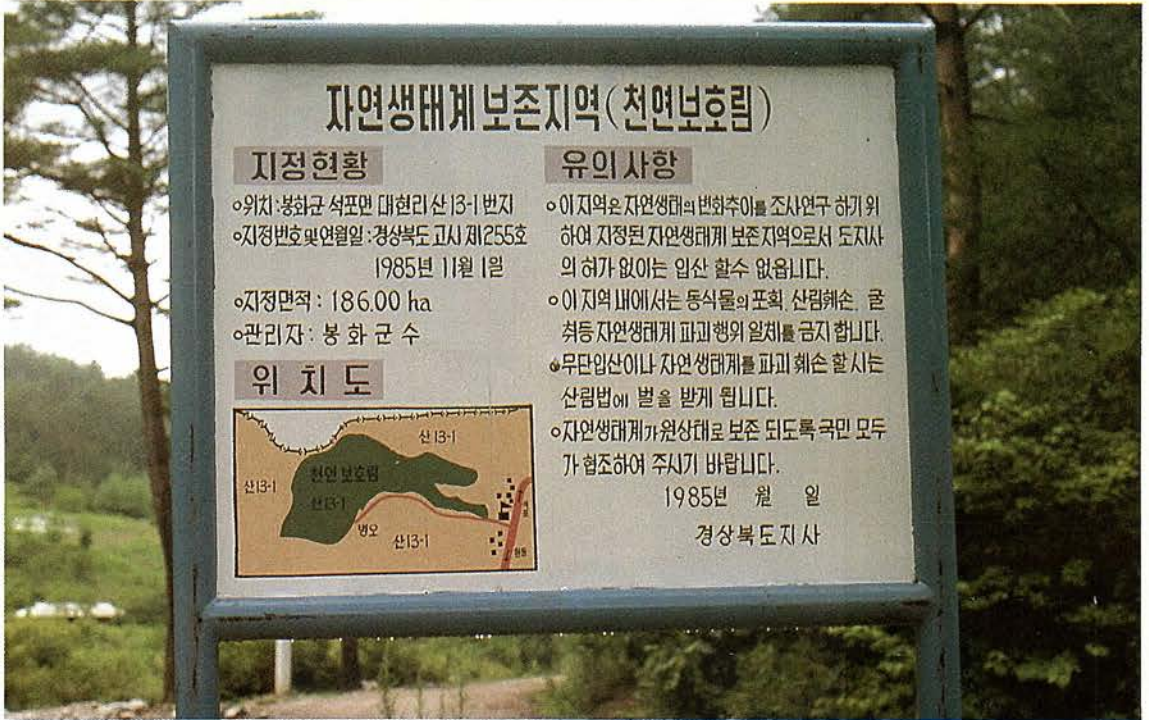 자연생태계 보존지역(천연보호림)
지정현황
○위치:봉화군 석포면 대현리 산 13-1 번지
○지정번호및연월일:경상북도 고시 제255호
1985년 11월 1일
○지정면적: 186.00 ha
○관리자: 봉화군수
위 치 도
산 13-1
천연 보호림
산13-1
산13-1
병오
산13-1
유의사항
○이 지역은 자연생태의 변화추이를 조사연구 하기 위
하여 지정된 자연생태계 보존지역으로서 도지사
의 허가 없이는 입산 할수 없읍니다.
○이 지역 내에서는 동식물의 포획, 산림훼손, 굴
취등 자연생태계 파괴 행위 일체를 금지 합니다.
○무단입산이나 자연생태계를 파괴 훼손 할 시는
산림법에 벌을 받게 됩니다.
○자연생태계가 원상태로 보존 되도록 국민 모두
가 협조하여 주시기 바랍니다.
1985년 월 일
경상북도지사